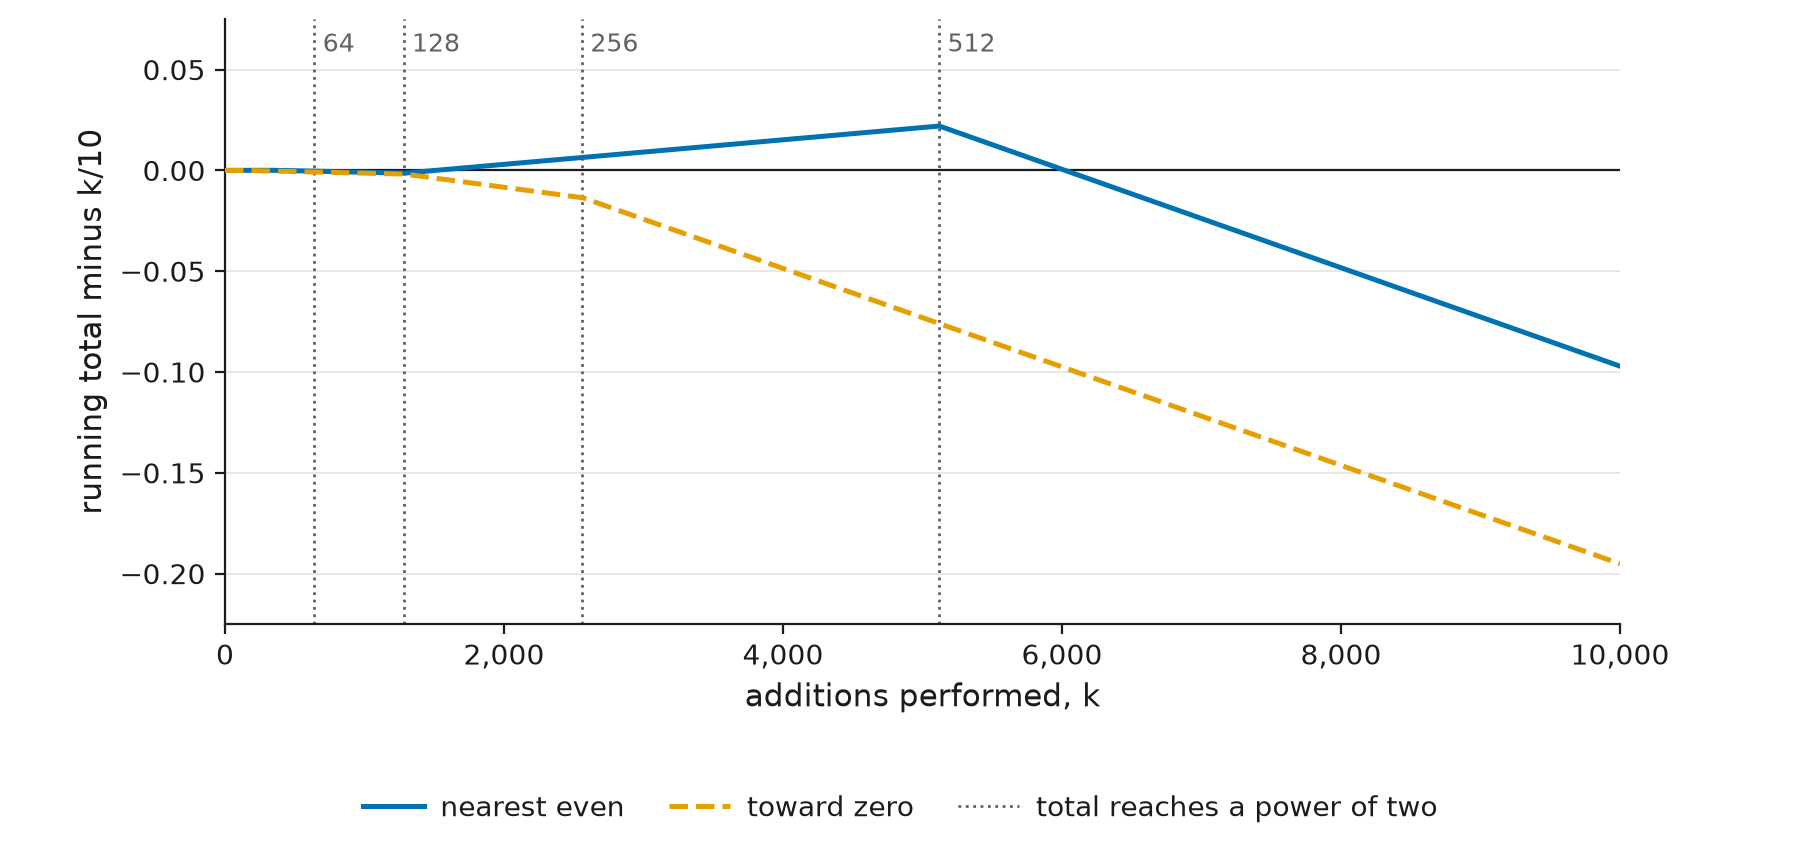 64 128 256 512
0.05
0.00
−0.05
−0.10
−0.15
−0.20
running total minus k/10
0 2,000 4,000 6,000 8,000 10,000
additions performed, k
nearest even toward zero total reaches a power of two